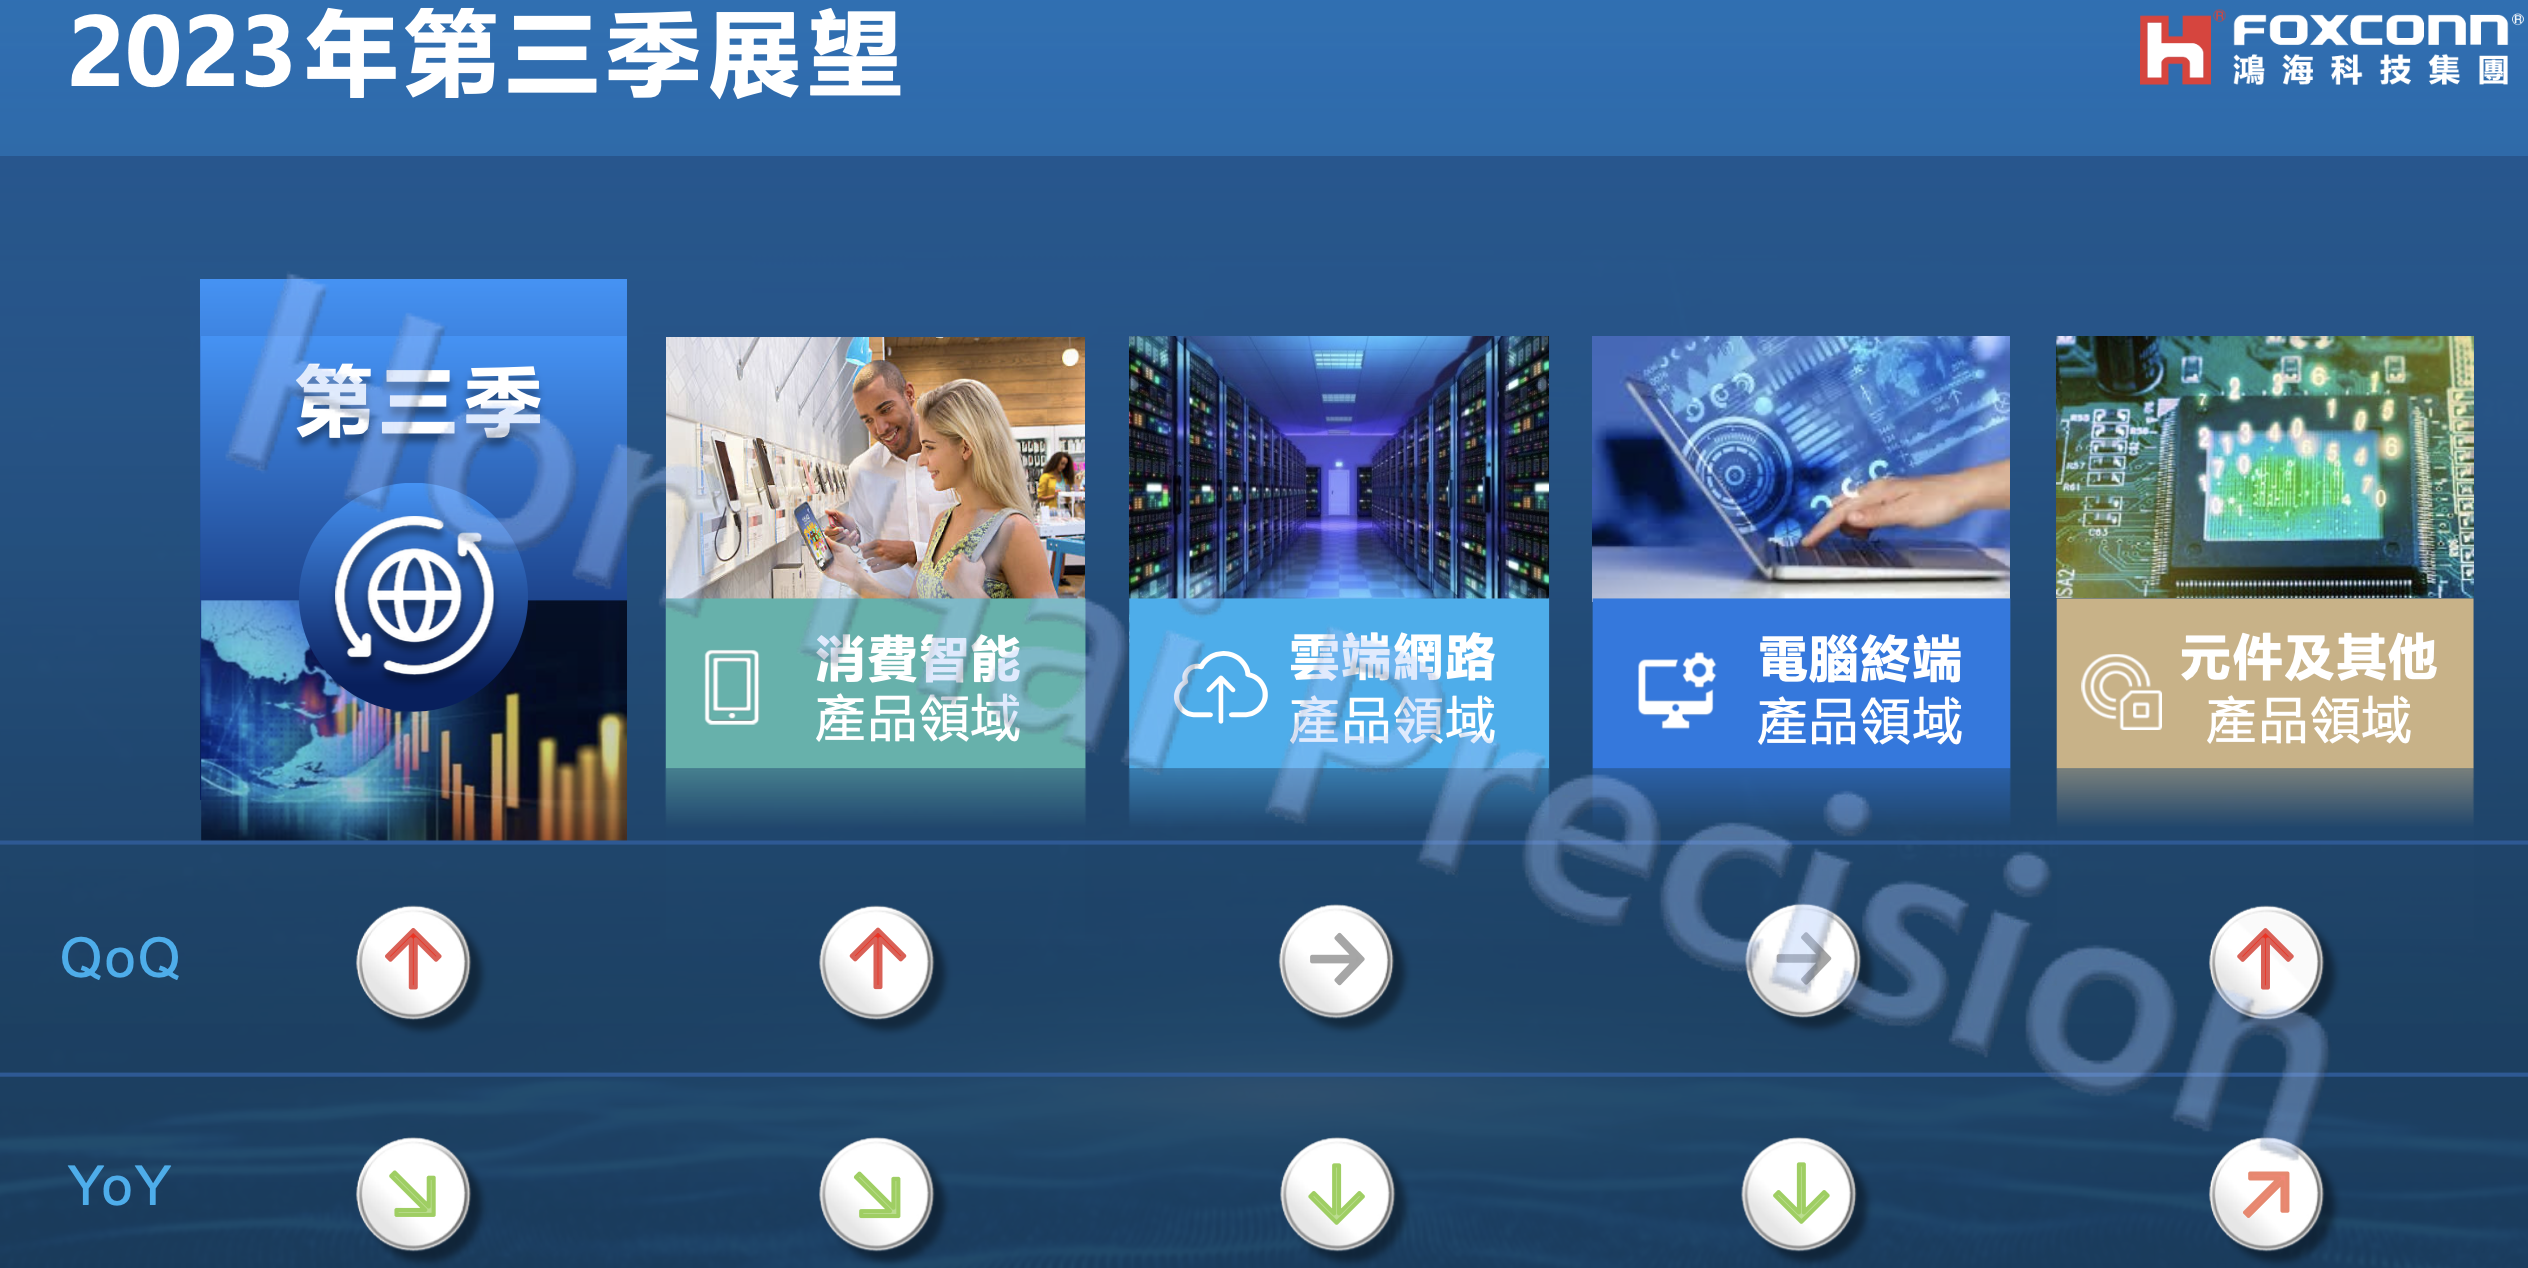 2023年第三季展望
FOXCONN®
鴻海科技集團
第三季
消費智能
產品領域
雲端網路
產品領域
電腦終端
產品領域
元件及其他
產品領域
QoQ
YoY
Hon Hai Precision